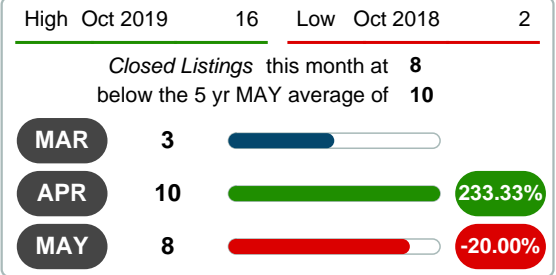 High Oct 2019 16 Low Oct 2018 2
Closed Listings this month at 8
below the 5 yr MAY average of 10
MAR 3
APR 10 233.33%
MAY 8 -20.00%